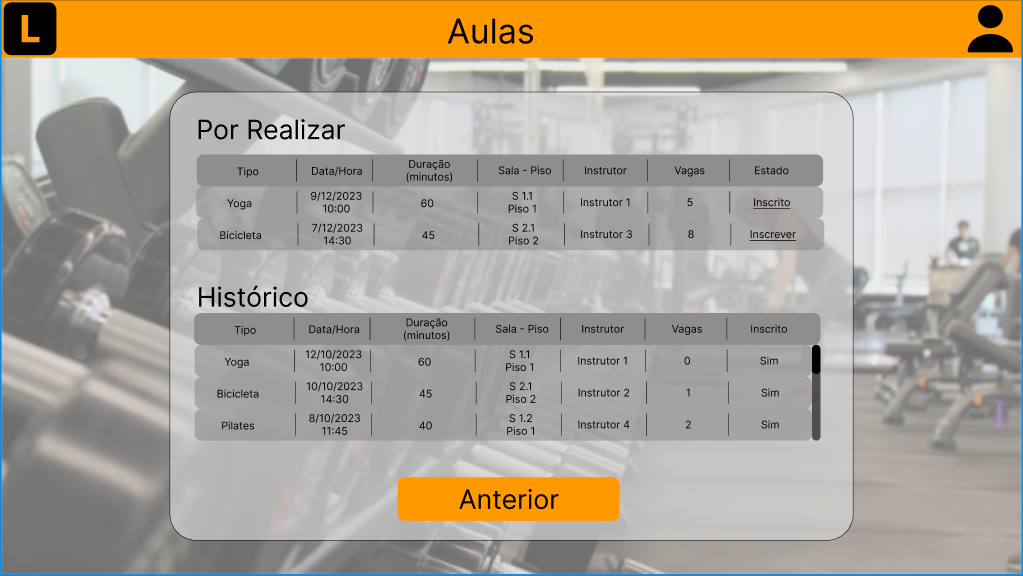 L
Aulas
Por Realizar
Tipo Data/Hora Duração (minutos) Sala - Piso Instrutor Vagas Estado
Yoga 9/12/2023 10:00 60 S 1.1 Piso 1 Instrutor 1 5 Inscrito
Bicicleta 7/12/2023 14:30 45 S 2.1 Piso 2 Instrutor 3 8 Inscrever
Histórico
Tipo Data/Hora Duração (minutos) Sala - Piso Instrutor Vagas Inscrito
Yoga 12/10/2023 10:00 60 S 1.1 Piso 1 Instrutor 1 0 Sim
Bicicleta 10/10/2023 14:30 45 S 2.1 Piso 2 Instrutor 2 1 Sim
Pilates 8/10/2023 11:45 40 S 1.2 Piso 1 Instrutor 4 2 Sim
Anterior